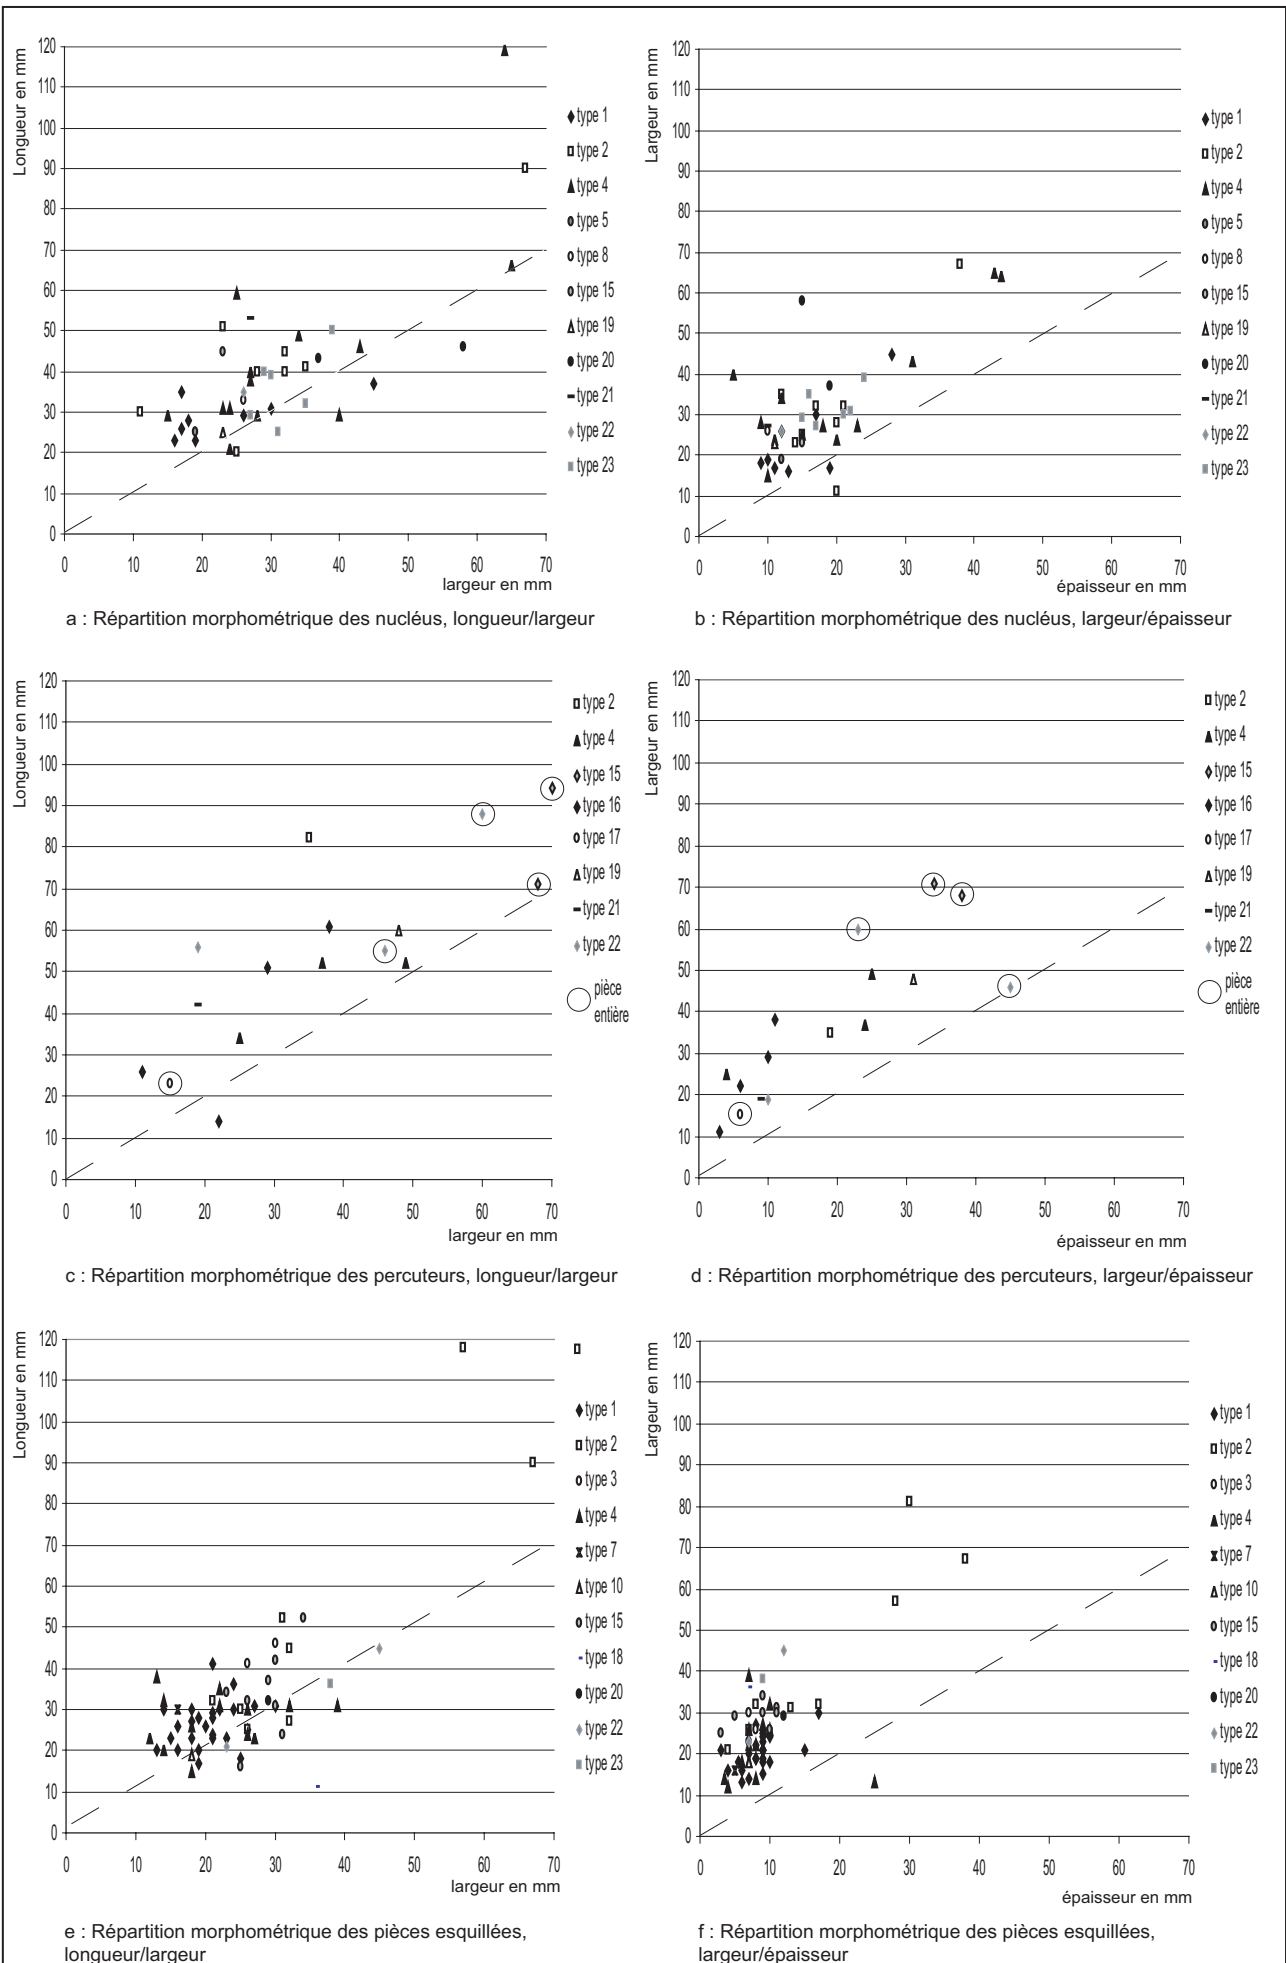 Longueur en mm
120
110
100
90
80
70
60
50
40
30
20
10
0
0 10 20 30 40 50 60 70
largeur en mm
type 1
type 2
type 4
type 5
type 8
type 15
type 19
type 20
type 21
type 22
type 23
a : Répartition morphométrique des nucléus, longueur/largeur
Largeur en mm
120
110
100
90
80
70
60
50
40
30
20
10
0
0 10 20 30 40 50 60 70
épaisseur en mm
type 1
type 2
type 4
type 5
type 8
type 15
type 19
type 20
type 21
type 22
type 23
b : Répartition morphométrique des nucléus, largeur/épaisseur
Longueur en mm
120
110
100
90
80
70
60
50
40
30
20
10
0
0 10 20 30 40 50 60 70
largeur en mm
type 2
type 4
type 15
type 16
type 17
type 19
type 21
type 22
pièce
entière
c : Répartition morphométrique des percuteurs, longueur/largeur
Largeur en mm
120
110
100
90
80
70
60
50
40
30
20
10
0
0 10 20 30 40 50 60 70
épaisseur en mm
type 2
type 4
type 15
type 16
type 17
type 19
type 21
type 22
pièce
entière
d : Répartition morphométrique des percuteurs, largeur/épaisseur
Longueur en mm
120
110
100
90
80
70
60
50
40
30
20
10
0
0 10 20 30 40 50 60 70
largeur en mm
type 1
type 2
type 3
type 4
type 7
type 10
type 15
type 18
type 20
type 22
type 23
e : Répartition morphométrique des pièces esquillées,
longueur/largeur
Largeur en mm
120
110
100
90
80
70
60
50
40
30
20
10
0
0 10 20 30 40 50 60 70
épaisseur en mm
type 1
type 2
type 3
type 4
type 7
type 10
type 15
type 18
type 20
type 22
type 23
f : Répartition morphométrique des pièces esquillées,
largeur/épaisseur